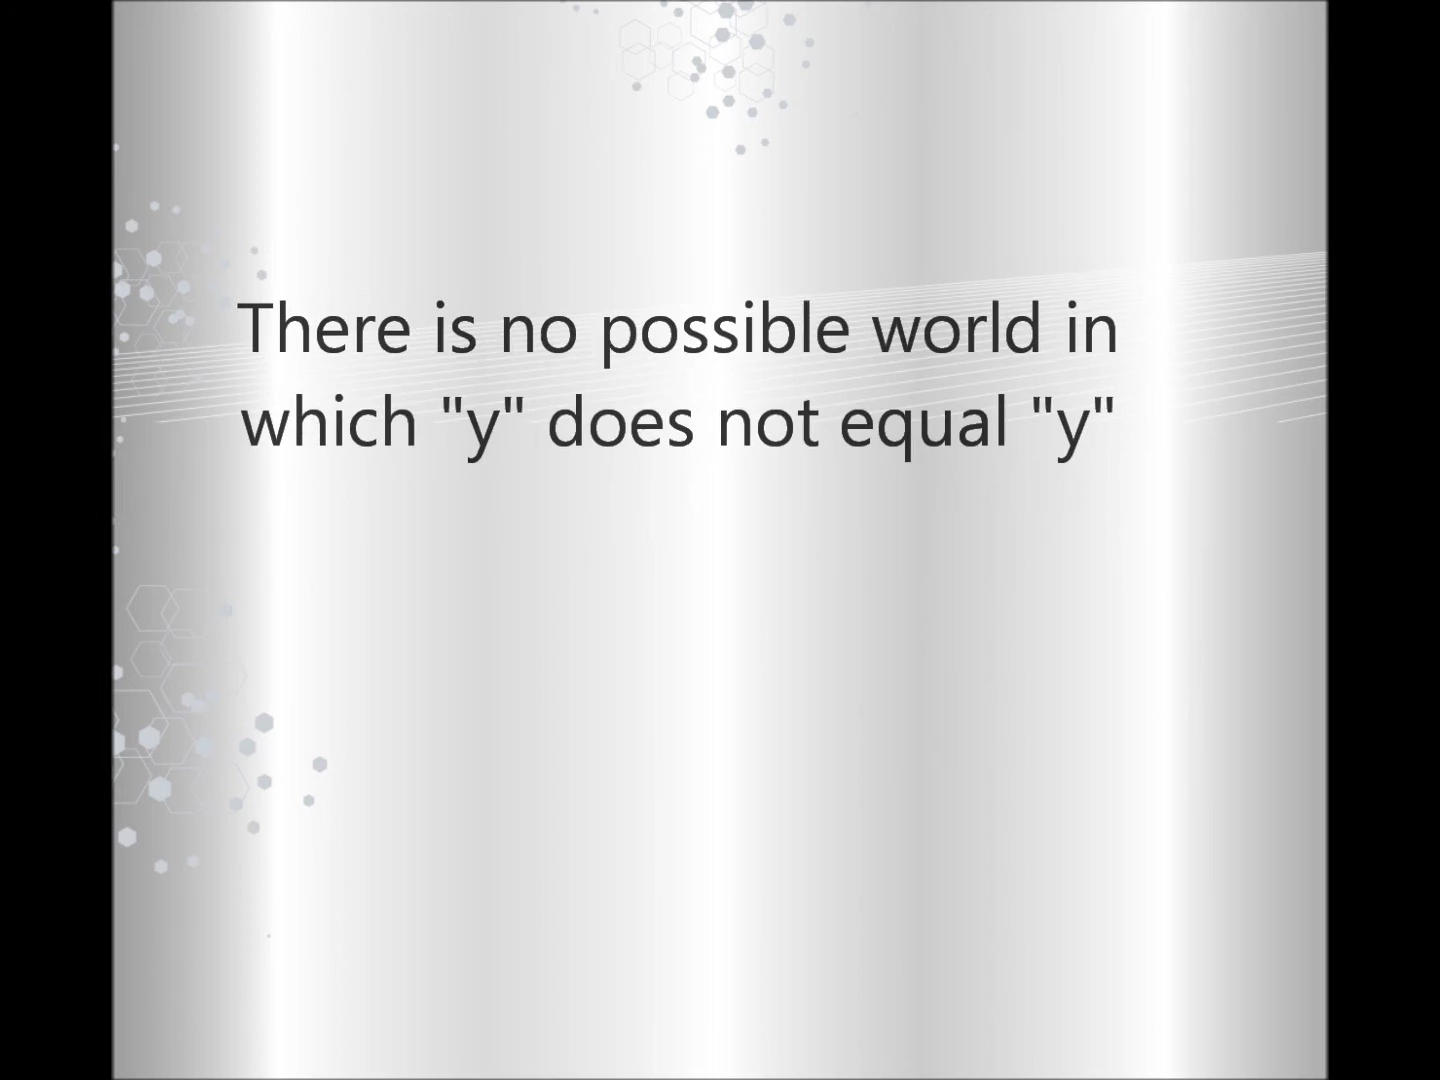 There is no possible world in
which "y" does not equal "y"